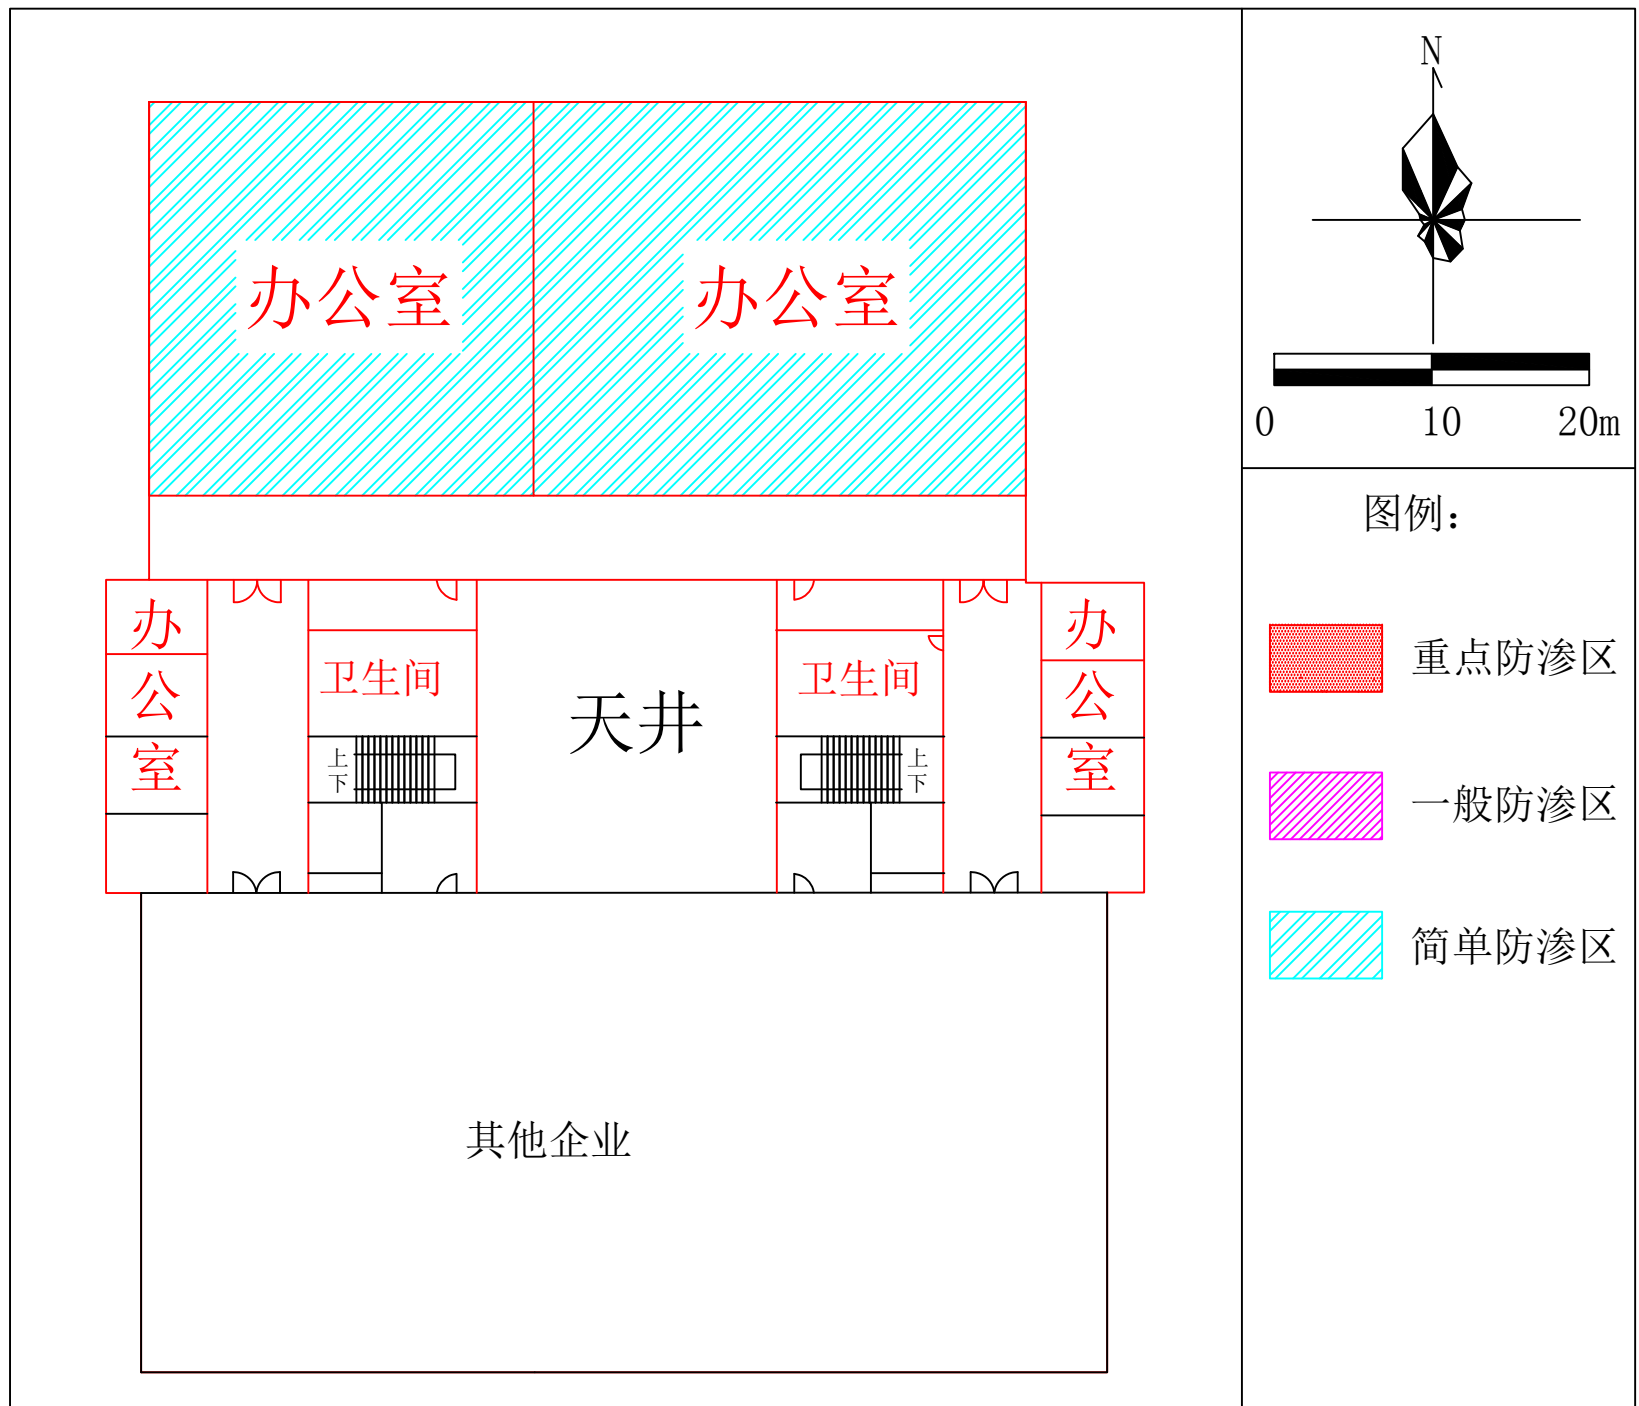 N
0 10 20m
图例：
重点防渗区
一般防渗区
简单防渗区
办公室 办公室
办公室
卫生间
上下
天井
卫生间
上下
办公室
其他企业